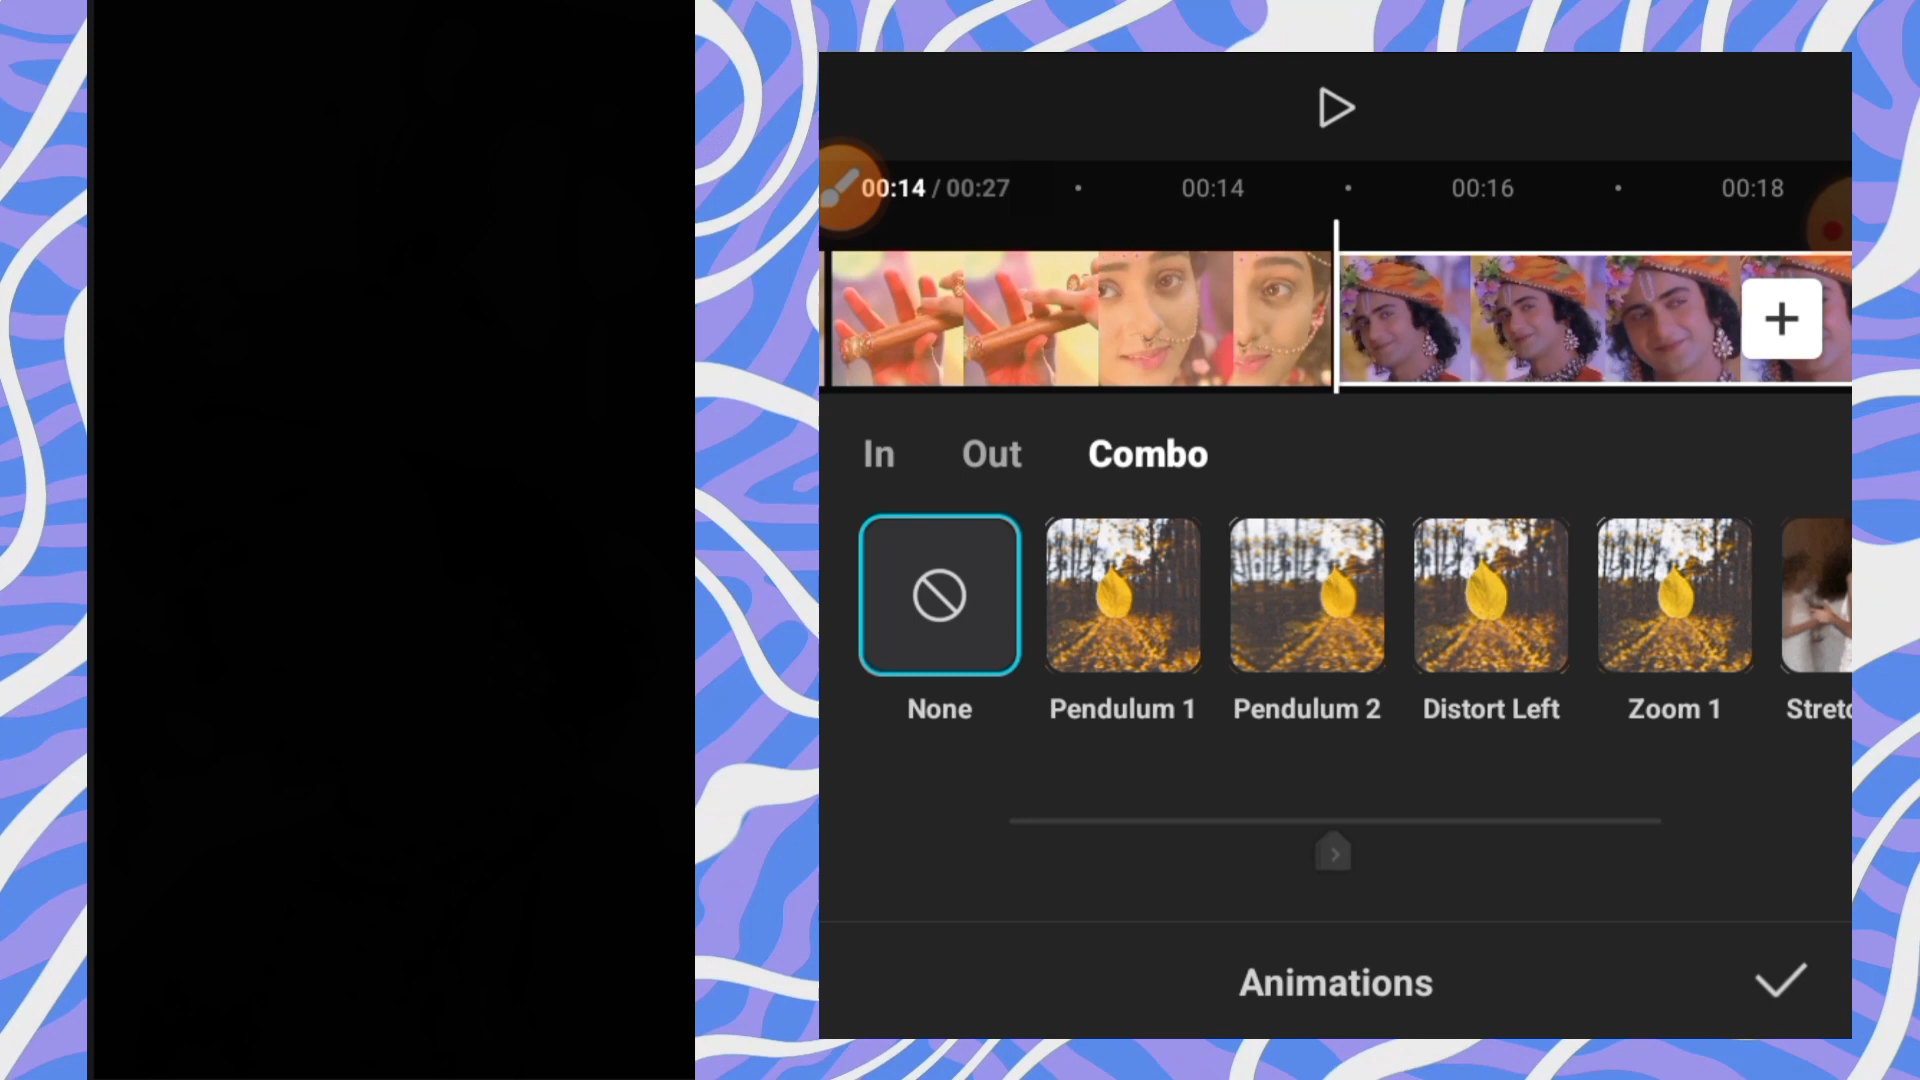 00:14 / 00:27 00:14 00:16 00:18
In Out Combo
None Pendulum 1 Pendulum 2 Distort Left Zoom 1
Animations